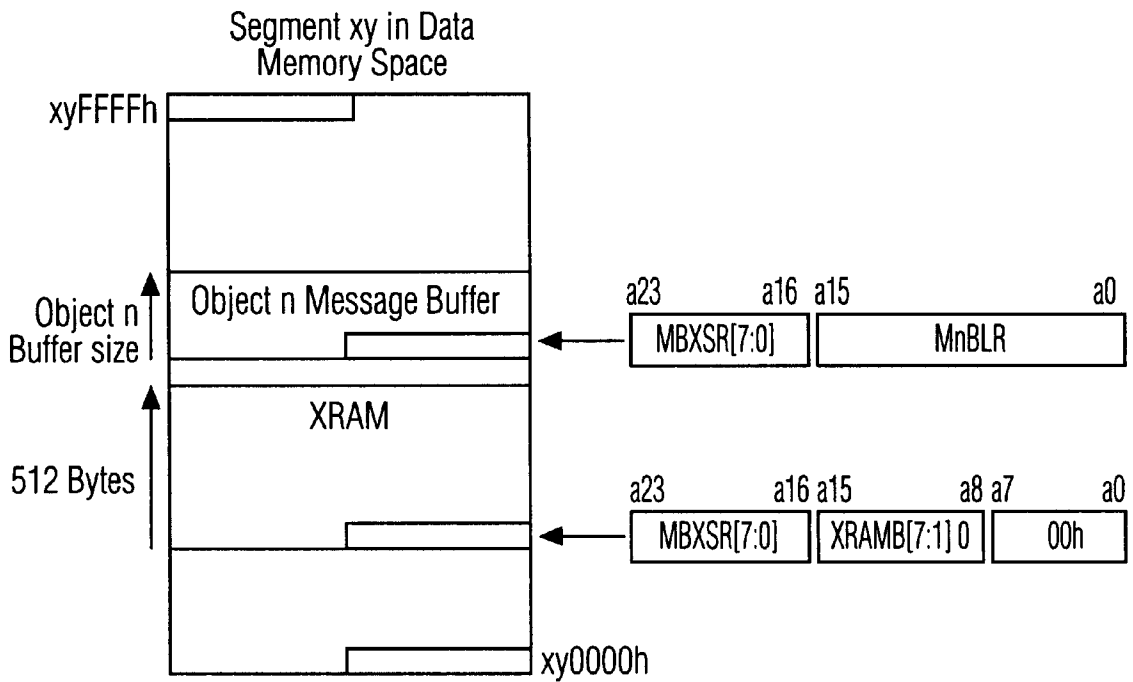 Segment xy in Data
Memory Space
xyFFFFh
Object n Message Buffer
Object n
Buffer size
a23 a16 a15 a0
MBXSR[7:0] MnBLR
XRAM
512 Bytes
a23 a16 a15 a8 a7 a0
MBXSR[7:0] XRAMB[7:1] 0 00h
xy0000h